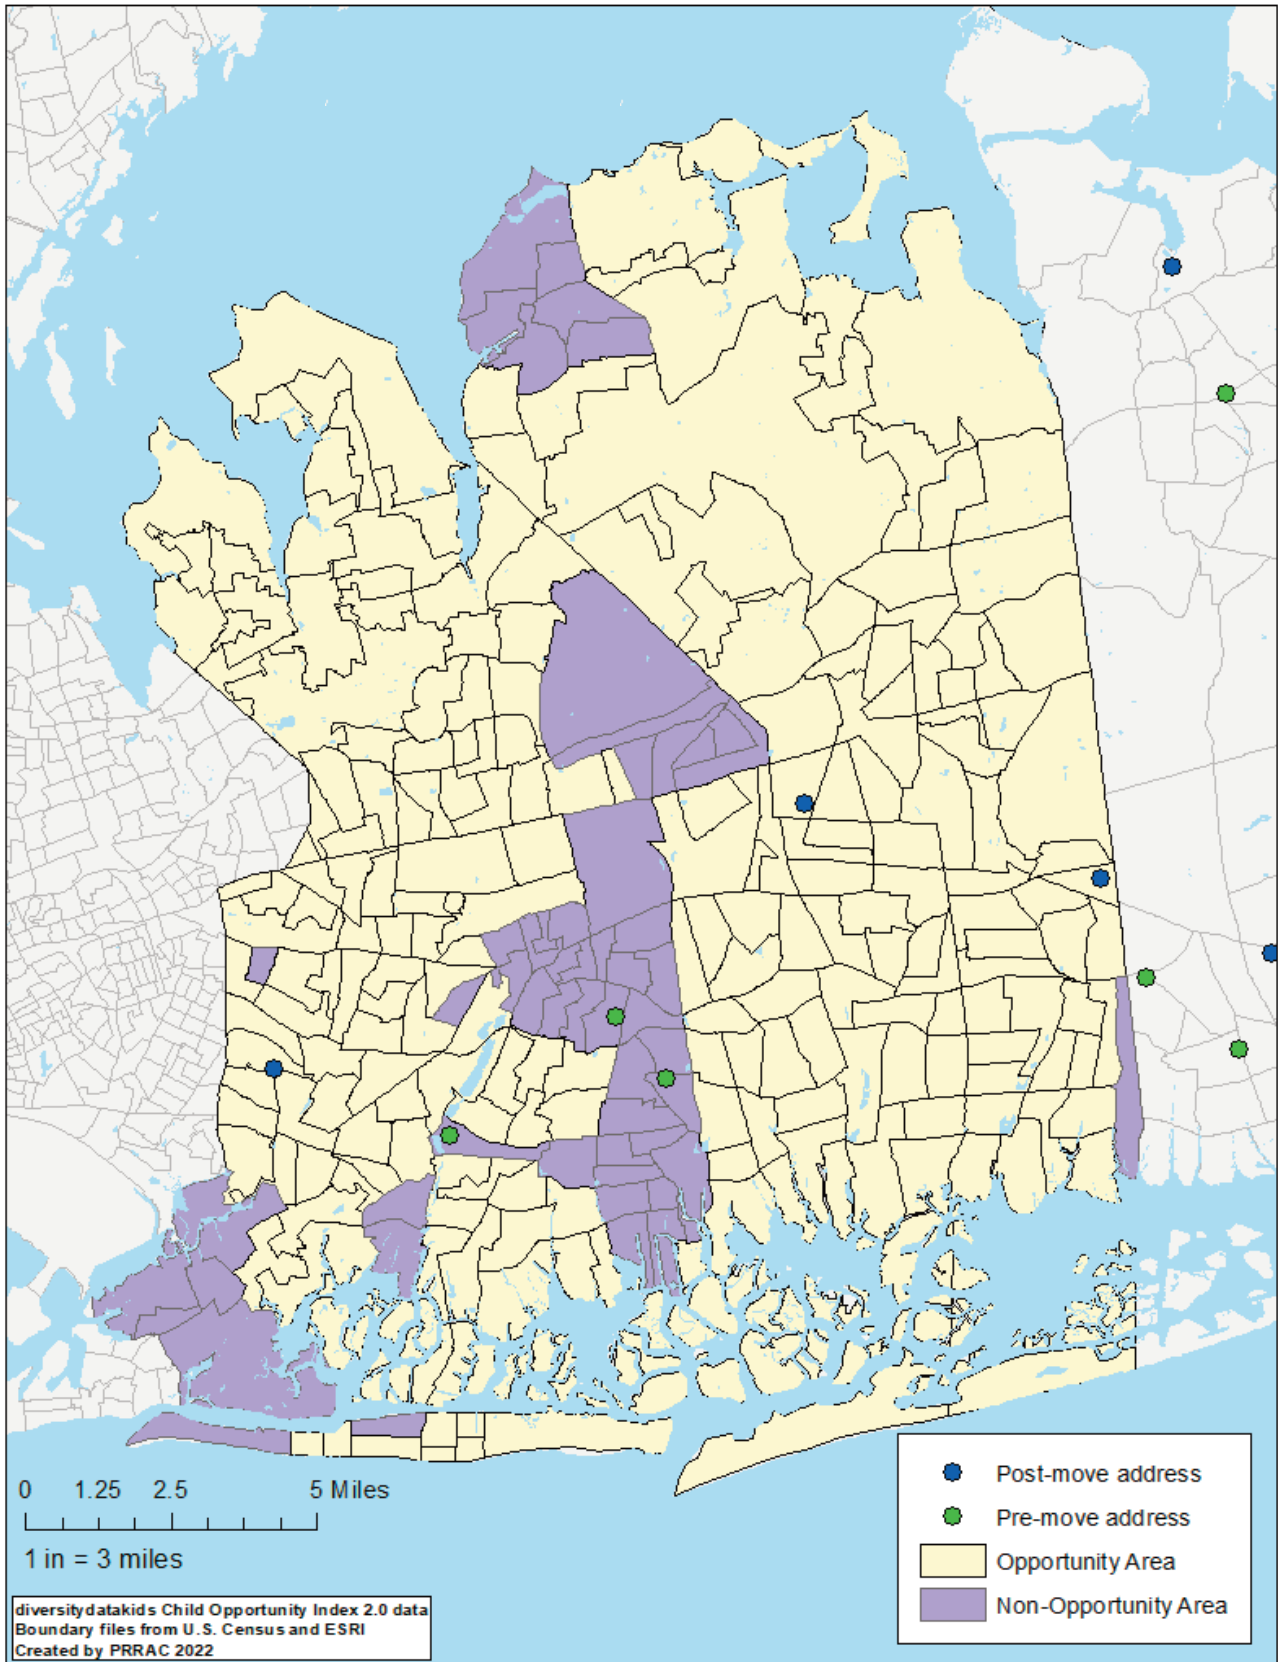 0 1.25 2.5 5 Miles
1 in = 3 miles
diversitydatakids Child Opportunity Index 2.0 data
Boundary files from U.S. Census and ESRI
Created by PRRAC 2022
Post-move address
Pre-move address
Opportunity Area
Non-Opportunity Area